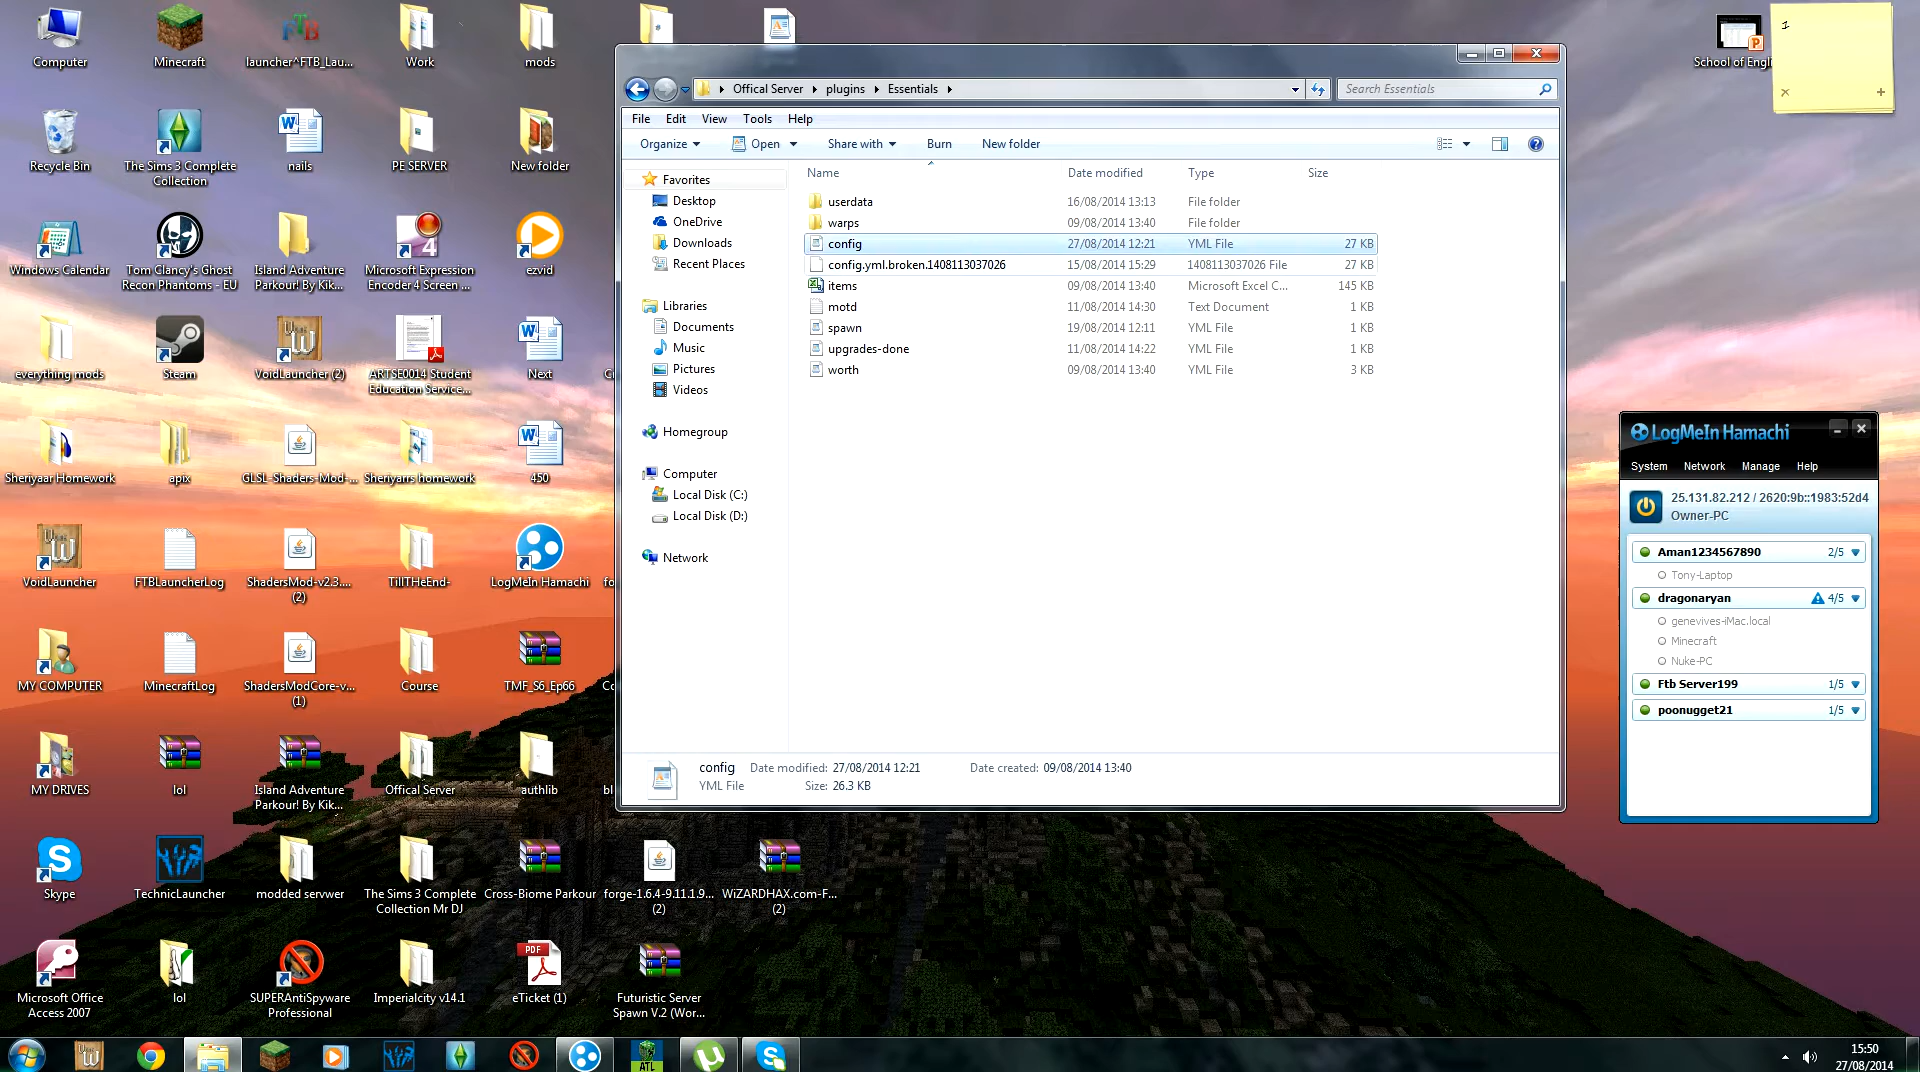 Computer
Minecraft
launcher^FTB_Lau...
Work
mods
Recycle Bin
The Sims 3 Complete
Collection
nails
PE SERVER
New folder
Windows Calendar
Tom Clancy's Ghost
Recon Phantoms - EU
Island Adventure
Parkour! By Kik...
Microsoft Expression
Encoder 4 Screen ...
ezvid
everything mods
Steam
VoidLauncher (2)
ARTSE0014 Student
Education Service...
Next
Sheriyaar Homework
apix
GLSL-Shaders-Mod-...
Sheriyarrs homework
450
VoidLauncher
FTBLauncherLog
ShadersMod-v2.3....
(2)
TillTHeEnd-
LogMeIn Hamachi
MY COMPUTER
MinecraftLog
ShadersModCore-v...
(1)
Course
TMF_S6_Ep66
MY DRIVES
lol
Island Adventure
Parkour! By Kik...
Offical Server
authlib
Skype
TechnicLauncher
modded servwer
The Sims 3 Complete
Collection Mr DJ
Cross-Biome Parkour
forge-1.6.4-9.11.1.9...
(2)
WiZARDHAX.com-F...
(2)
Microsoft Office
Access 2007
lol
SUPERAntiSpyware
Professional
Imperialcity v14.1
PDF
eTicket (1)
Futuristic Server
Spawn V.2 (Wor...
Offical Server
plugins
Essentials
Search Essentials
File Edit View Tools Help
Organize Open Share with Burn New folder
Name Date modified Type Size
Favorites
Desktop
OneDrive
Downloads
Recent Places
Libraries
Documents
Music
Pictures
Videos
Homegroup
Computer
Local Disk (C:)
Local Disk (D:)
Network
userdata 16/08/2014 13:13 File folder
warps 09/08/2014 13:40 File folder
config 27/08/2014 12:21 YML File 27 KB
config.yml.broken.1408113037026 15/08/2014 15:29 1408113037026 File 27 KB
items 09/08/2014 13:40 Microsoft Excel C... 145 KB
motd 11/08/2014 14:30 Text Document 1 KB
spawn 19/08/2014 12:11 YML File 1 KB
upgrades-done 11/08/2014 14:22 YML File 1 KB
worth 09/08/2014 13:40 YML File 3 KB
config Date modified: 27/08/2014 12:21 Date created: 09/08/2014 13:40
YML File Size: 26.3 KB
School of Engli
1
LogMeIn Hamachi
System Network Manage Help
25.131.82.212 / 2620:9b::1983:52d4
Owner-PC
Aman1234567890 2/5
Tony-Laptop
dragonaryan 4/5
genevives-iMac.local
Minecraft
Nuke-PC
Ftb Server199 1/5
poonugget21 1/5
ATL
15:50
27/08/2014